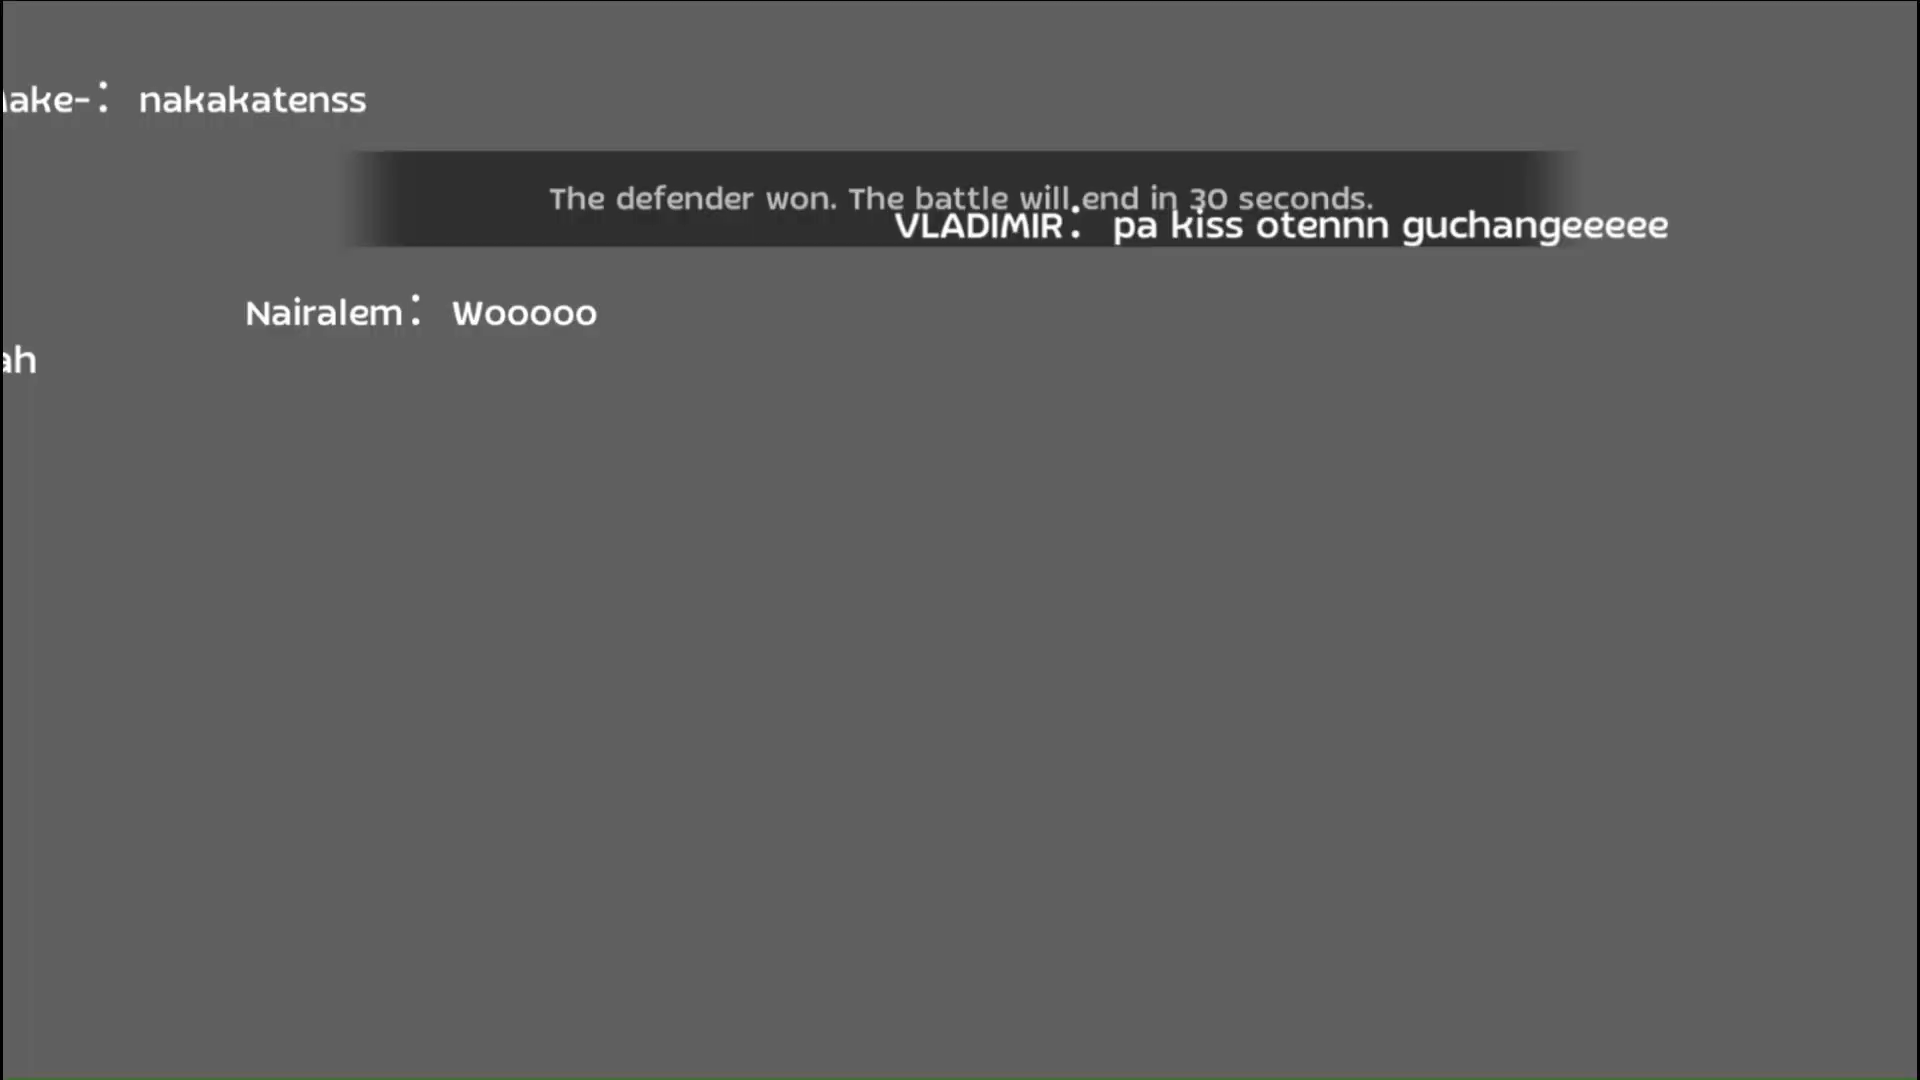 ake-: nakakatenss
The defender won. The battle will end in 30 seconds.
VLADIMIR: pa kiss otennn guchangeeeee
Nairalem: Wooooo
ah